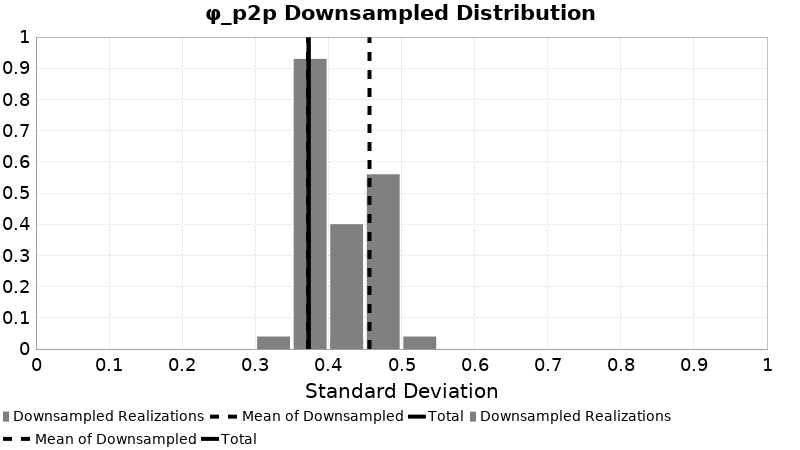 φ_p2p Downsampled Distribution
1
0.9
0.8
0.7
0.6
0.5
0.4
0.3
0.2
0.1
0
0 0.1 0.2 0.3 0.4 0.5 0.6 0.7 0.8 0.9 1
Standard Deviation
Downsampled Realizations Mean of Downsampled Total Downsampled Realizations
Mean of Downsampled Total